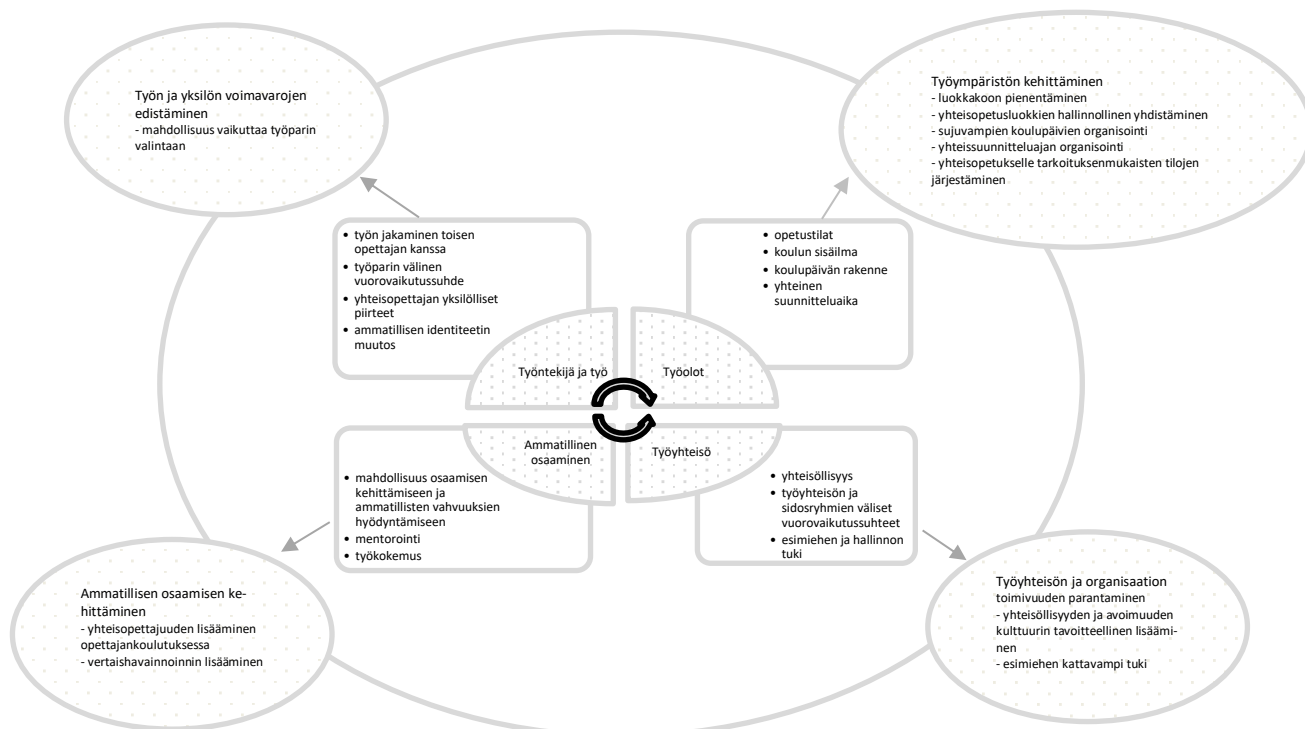 Työn ja yksilön voimavarojen
edistäminen
- mahdollisuus vaikuttaa työparin
valintaan
Työympäristön kehittäminen
- luokkakoon pienentäminen
- yhteisopetusluokkien hallinnollinen yhdistäminen
- sujuvampien koulupäivien organisointi
- yhteissuunnitteluajan organisointi
- yhteisopetukselle tarkoituksenmukaisten tilojen
järjestäminen
• työn jakaminen toisen
opettajan kanssa
• työparin välinen
vuorovaikutussuhde
• yhteisopettajan yksilölliset
piirteet
• ammatillisen identiteetin
muutos
• opetustilat
• koulun sisäilma
• koulupäivän rakenne
• yhteinen
suunnitteluaika
Työntekijä ja työ
Työolot
Ammatillinen
osaaminen
Työyhteisö
• mahdollisuus osaamisen
kehittämiseen ja
ammatillisten vahvuuksien
hyödyntämiseen
• mentorointi
• työkokemus
• yhteisöllisyys
• työyhteisön ja
sidosryhmien väliset
vuorovaikutussuhteet
• esimiehen ja hallinnon
tuki
Ammatillisen osaamisen ke-
hittäminen
- yhteisopettajuuden lisääminen
opettajankoulutuksessa
- vertaishavainnoinnin lisääminen
Työyhteisön ja organisaation
toimivuuden parantaminen
- yhteisöllisyyden ja avoimuuden
kulttuurin tavoitteellinen lisäämi-
nen
- esimiehen kattavampi tuki